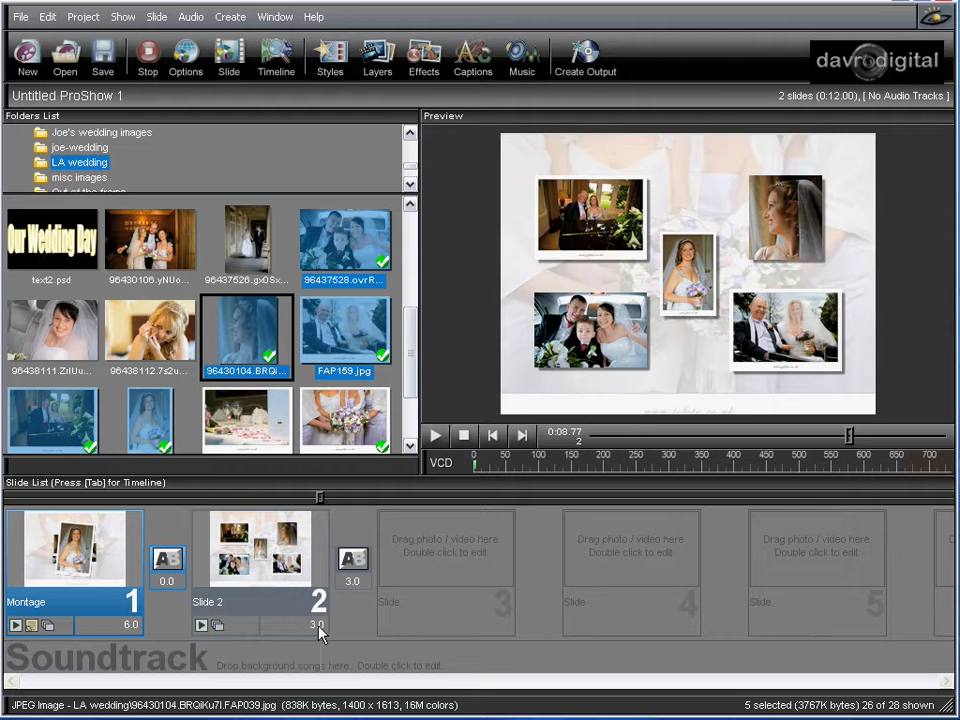 File Edit Project Show Slide Audio Create Window Help
New Open Save Stop Options Slide Timeline Styles Layers Effects Captions Music Create Output
davrodigital
Untitled ProShow 1
2 slides (0:12.00), [ No Audio Tracks ]
Folders List
Joe's wedding images
joe-wedding
LA wedding
misc images
Out of the frame
Our Wedding Day
text2.psd 96430106.yNUo... 96437526.gx0Sx... 96437528.ovrR...
96438111.ZrIUu... 96438112.7s2u... 96430104.BRQi... FAP159.jpg
Preview
0:08.77
2
VCD
0 50 100 150 200 250 300 350 400 450 500 550 600 650 700
Slide List (Press [Tab] for Timeline)
AB
0.0
AB
3.0
Drag photo / video here
Double click to edit
Drag photo / video here
Double click to edit
Drag photo / video here
Double click to edit
Montage 1
Slide 2 2
Slide 3
Slide 4
Slide 5
6.0
3.0
Soundtrack Drop background songs here. Double click to edit.
JPEG Image - LA wedding\96430104.BRQiKu7l.FAP039.jpg (838K bytes, 1400 x 1613, 16M colors)
5 selected (3767K bytes) 26 of 28 shown